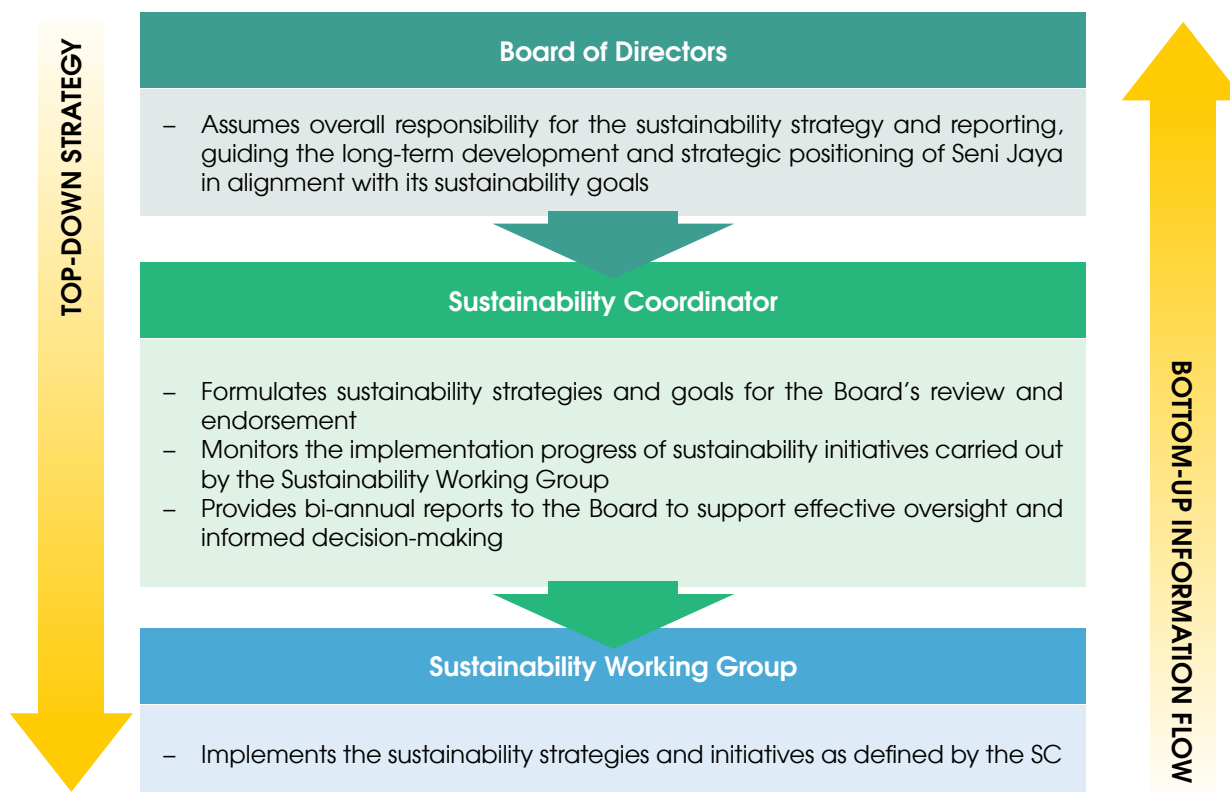 TOP-DOWN STRATEGY
Board of Directors
– Assumes overall responsibility for the sustainability strategy and reporting,
guiding the long-term development and strategic positioning of Seni Jaya
in alignment with its sustainability goals
Sustainability Coordinator
– Formulates sustainability strategies and goals for the Board's review and
endorsement
– Monitors the implementation progress of sustainability initiatives carried out
by the Sustainability Working Group
– Provides bi-annual reports to the Board to support effective oversight and
informed decision-making
Sustainability Working Group
– Implements the sustainability strategies and initiatives as defined by the SC
BOTTOM-UP INFORMATION FLOW